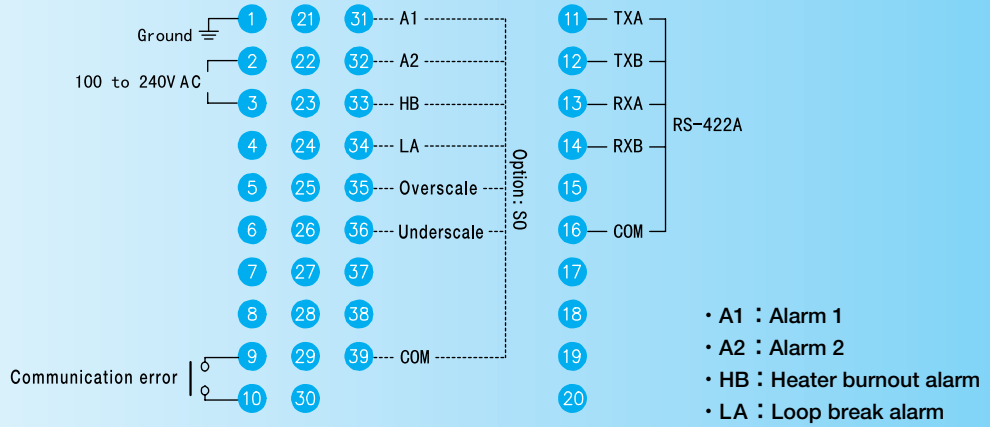 1 21 31 A1 11 TXA
Ground
2 22 32 A2 12 TXB
100 to 240V AC
3 23 33 HB 13 RXA
RS-422A
4 24 34 LA 14 RXB
Option: SO
5 25 35 Overscale 15
6 26 36 Underscale 16 COM
7 27 37 17
8 28 38 18
9 29 39 COM 19
Communication error
10 30 20
・A1：Alarm 1
・A2：Alarm 2
・HB：Heater burnout alarm
・LA：Loop break alarm